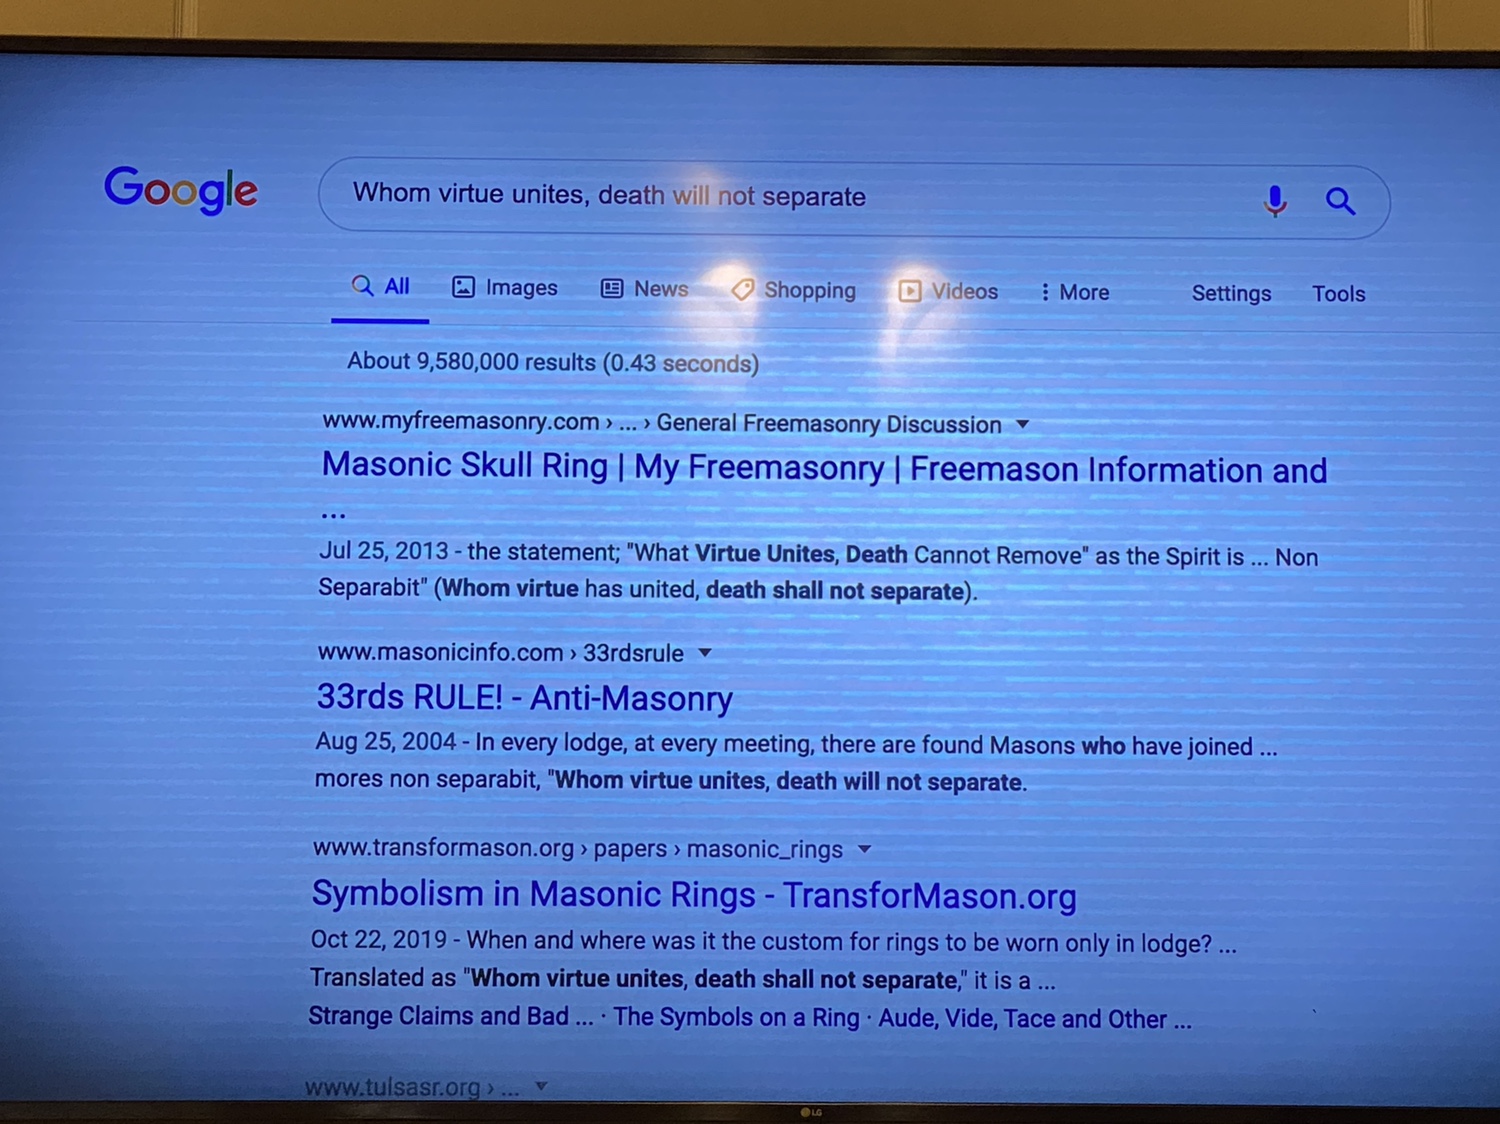 Google
Whom virtue unites, death will not separate
All Images News Shopping Videos More Settings Tools
About 9,580,000 results (0.43 seconds)
www.myfreemasonry.com › ... › General Freemasonry Discussion
Masonic Skull Ring | My Freemasonry | Freemason Information and
...
Jul 25, 2013 - the statement; "What Virtue Unites, Death Cannot Remove" as the Spirit is ... Non
Separabit" (Whom virtue has united, death shall not separate).
www.masonicinfo.com › 33rdsrule
33rds RULE! - Anti-Masonry
Aug 25, 2004 - In every lodge, at every meeting, there are found Masons who have joined ...
mores non separabit, "Whom virtue unites, death will not separate.
www.transformason.org › papers › masonic_rings
Symbolism in Masonic Rings - TransforMason.org
Oct 22, 2019 - When and where was it the custom for rings to be worn only in lodge? ...
Translated as "Whom virtue unites, death shall not separate," it is a ...
Strange Claims and Bad ... · The Symbols on a Ring · Aude, Vide, Tace and Other ...
www.tulsasr.org › ...
LG